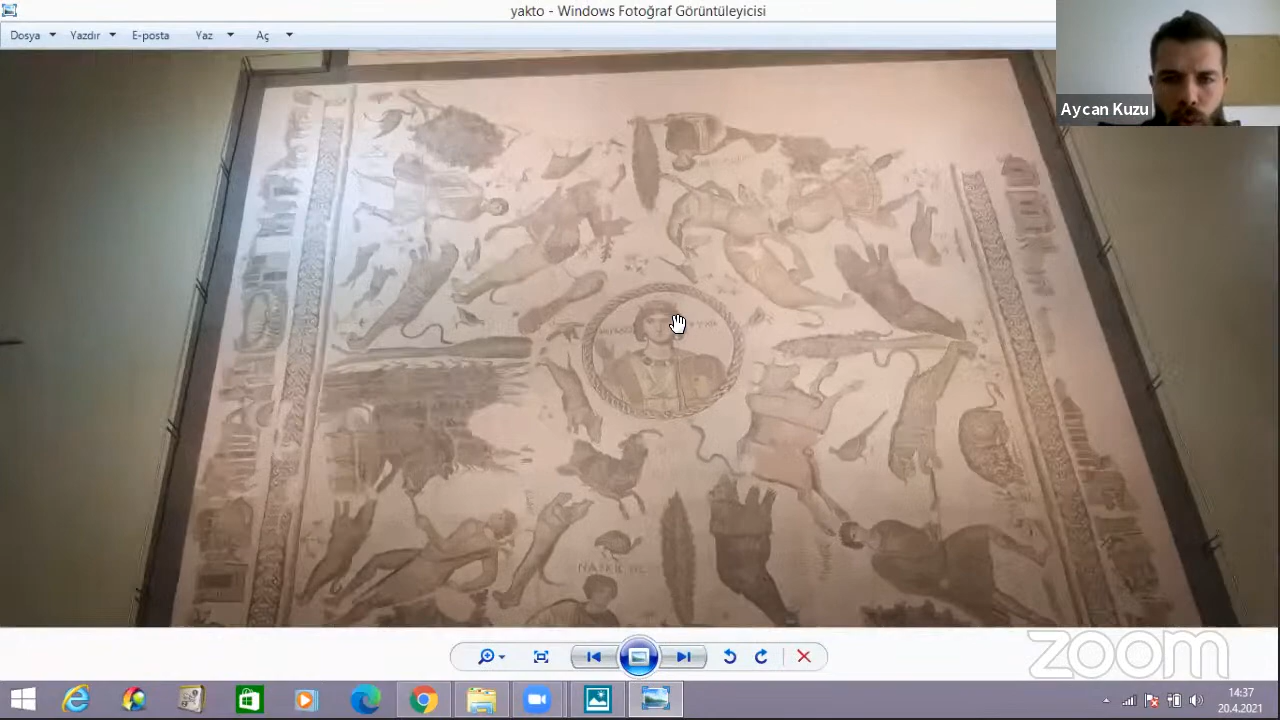 yakto - Windows Fotoğraf Görüntüleyicisi
Dosya Yazdır E-posta Yaz Aç
Aycan Kuzu
zoom
14:37
20.4.2021